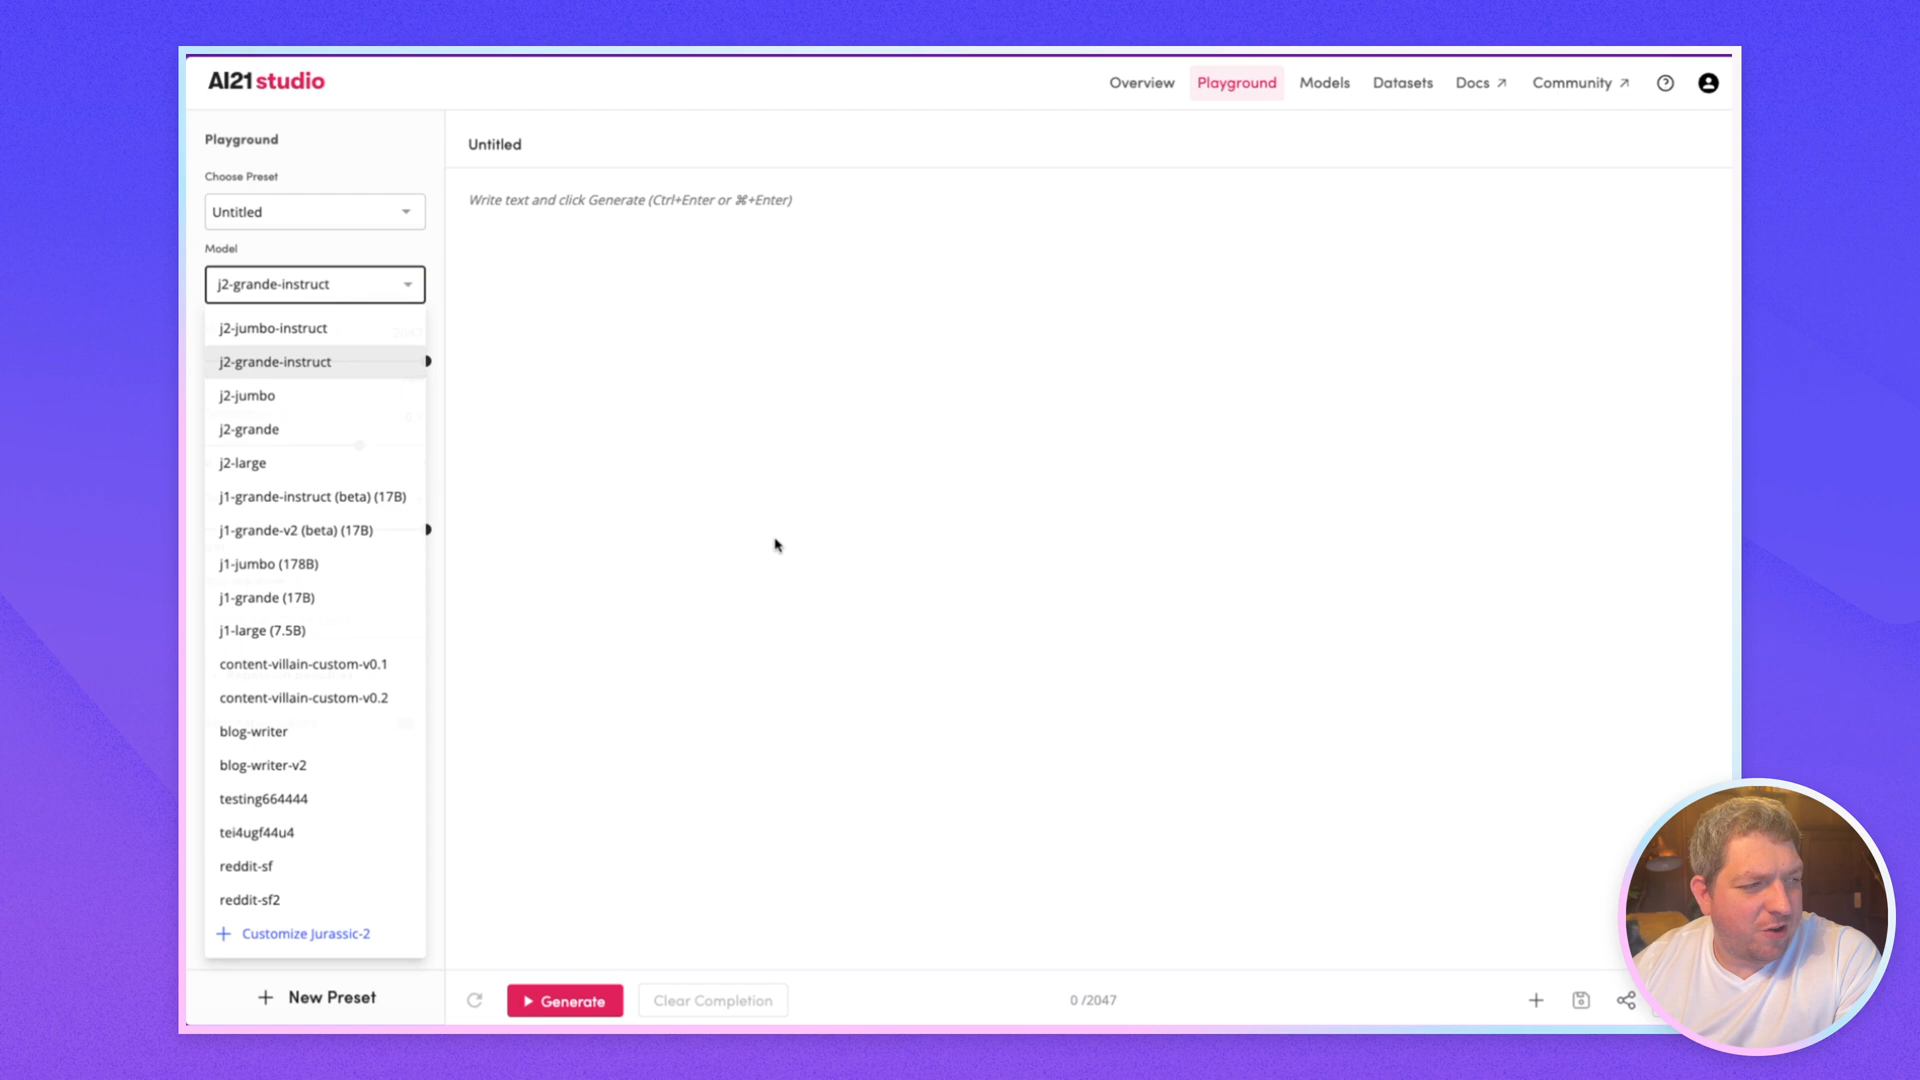 AI21 studio
Overview
Playground
Models
Datasets
Docs ↗
Community ↗
Playground
Choose Preset
Untitled
Model
j2-grande-instruct
j2-jumbo-instruct
j2-grande-instruct
j2-jumbo
j2-grande
j2-large
j1-grande-instruct (beta) (17B)
j1-grande-v2 (beta) (17B)
j1-jumbo (178B)
j1-grande (17B)
j1-large (7.5B)
content-villain-custom-v0.1
content-villain-custom-v0.2
blog-writer
blog-writer-v2
testing664444
tei4ugf44u4
reddit-sf
reddit-sf2
+ Customize Jurassic-2
+ New Preset
Untitled
Write text and click Generate (Ctrl+Enter or ⌘+Enter)
Generate
Clear Completion
0 /2047